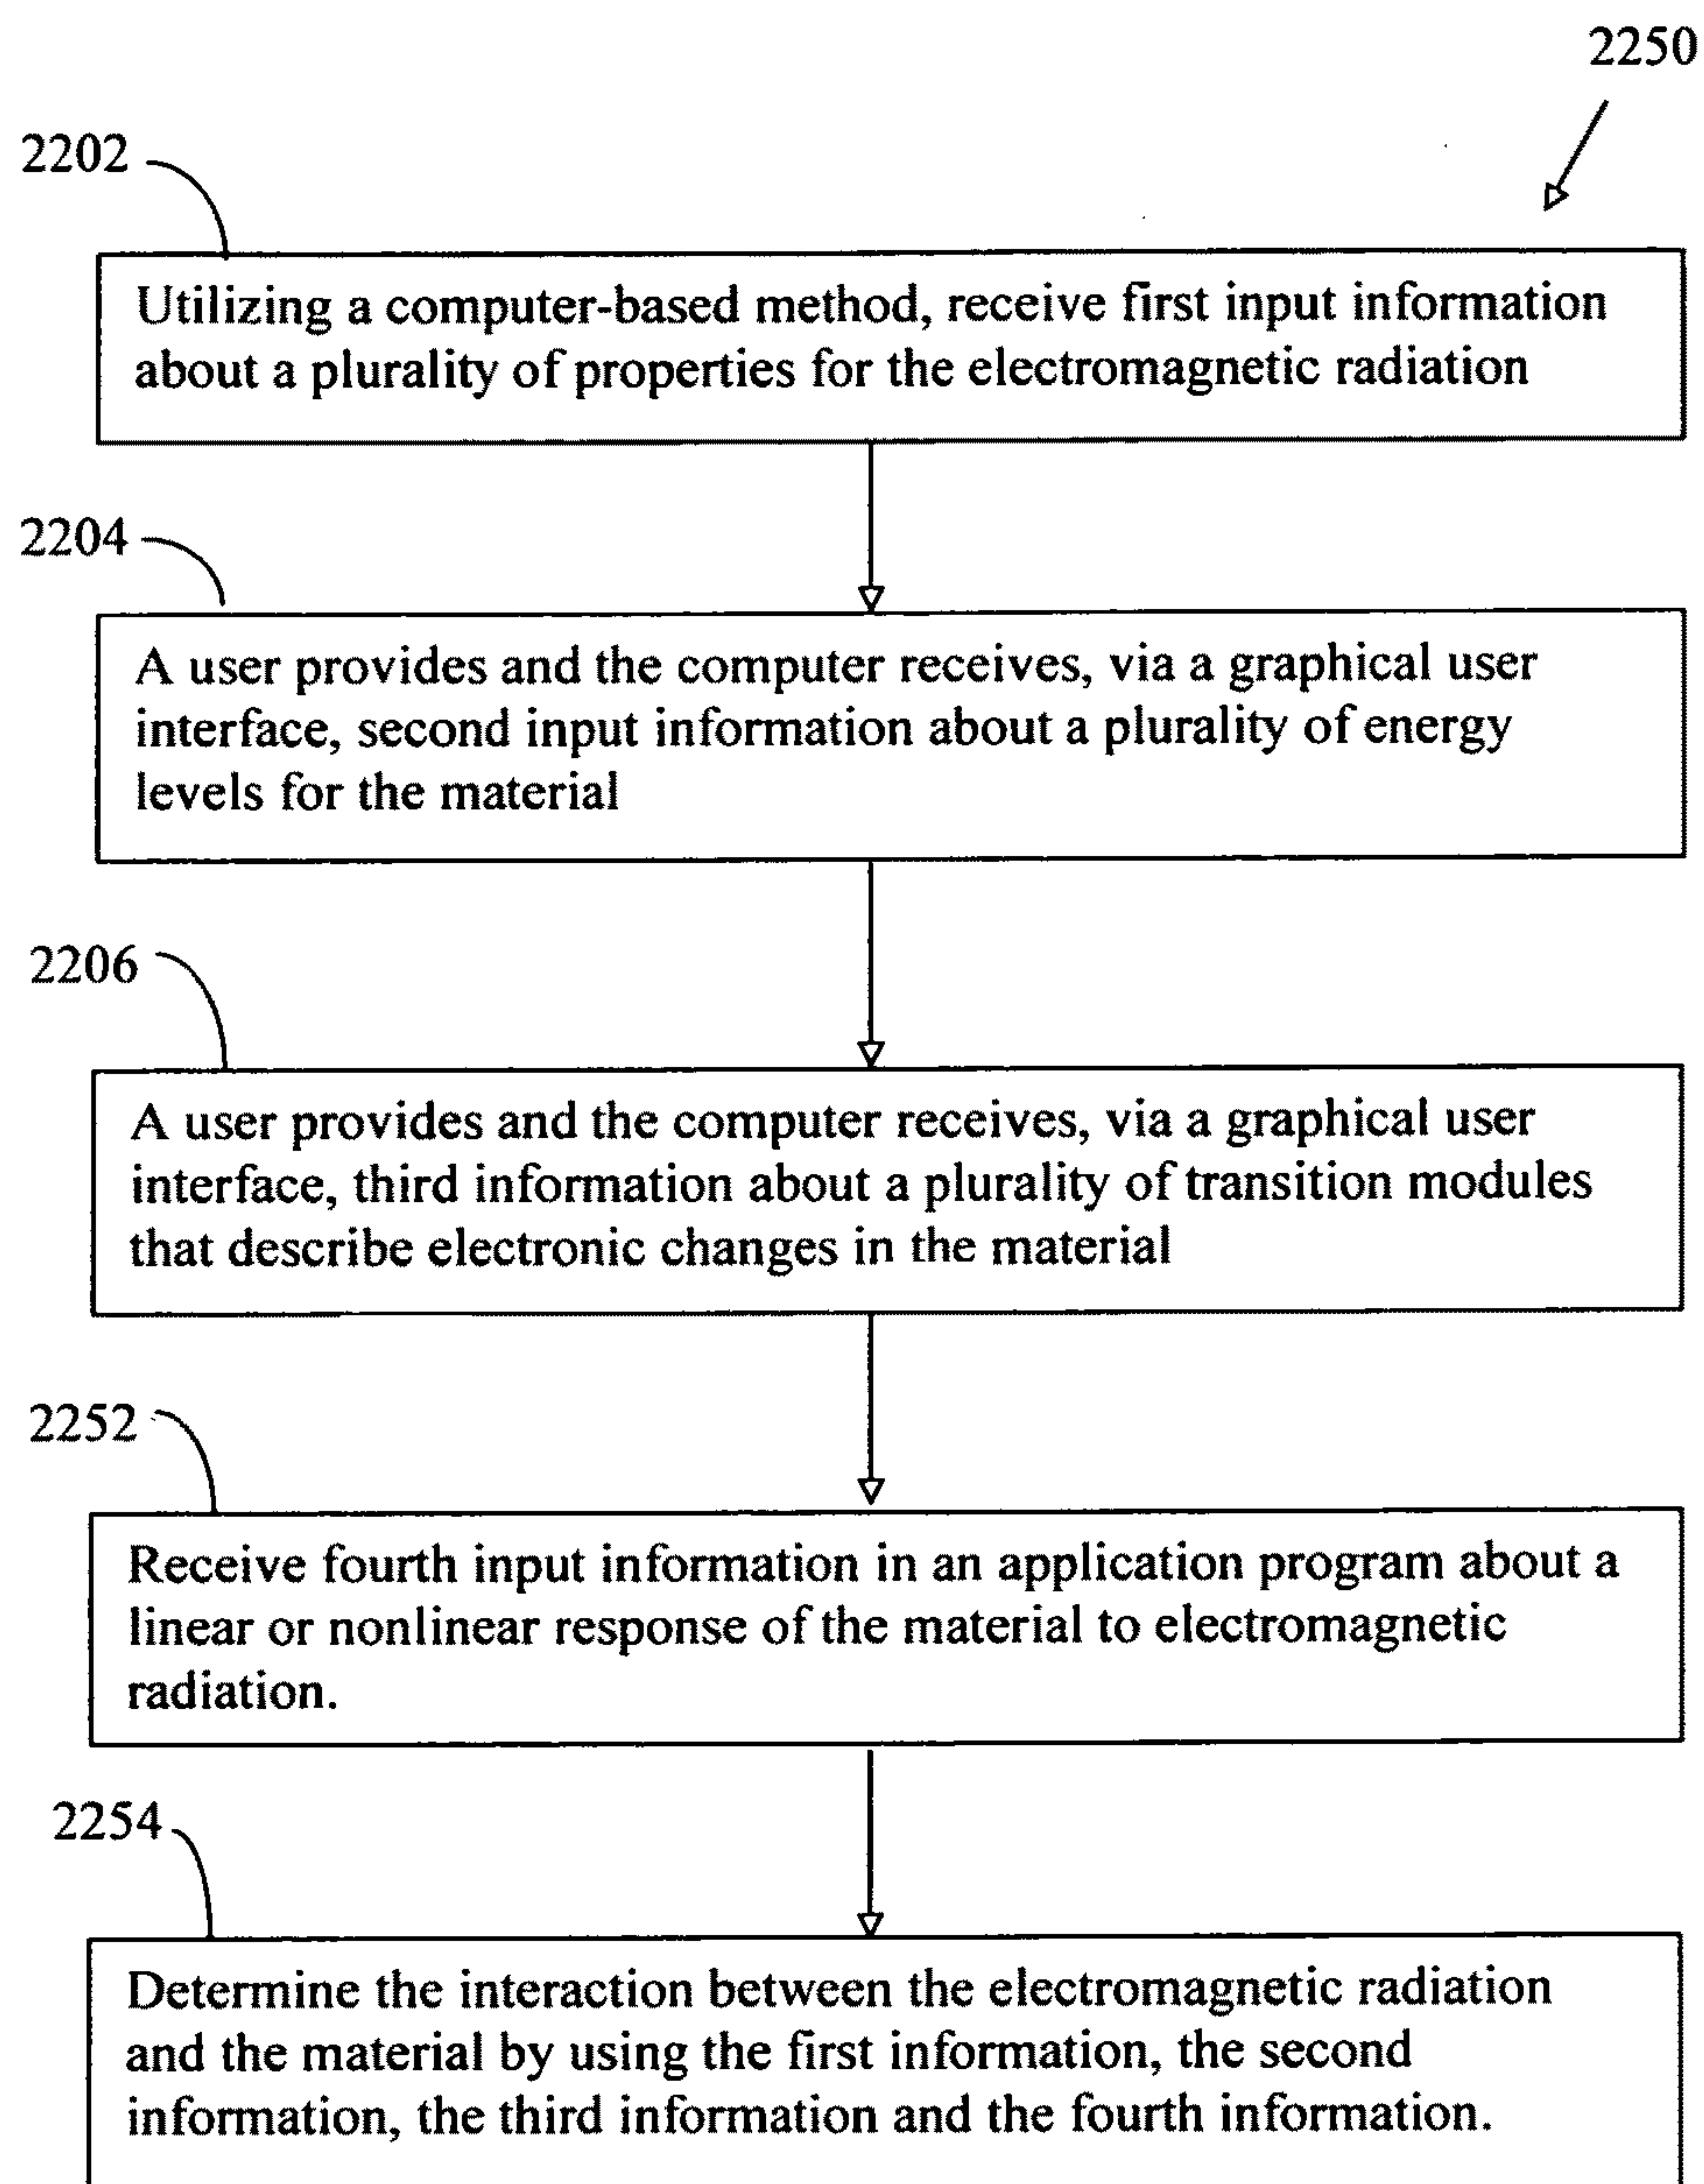 2250
2202
Utilizing a computer-based method, receive first input information
about a plurality of properties for the electromagnetic radiation
2204
A user provides and the computer receives, via a graphical user
interface, second input information about a plurality of energy
levels for the material
2206
A user provides and the computer receives, via a graphical user
interface, third information about a plurality of transition modules
that describe electronic changes in the material
2252
Receive fourth input information in an application program about a
linear or nonlinear response of the material to electromagnetic
radiation.
2254
Determine the interaction between the electromagnetic radiation
and the material by using the first information, the second
information, the third information and the fourth information.